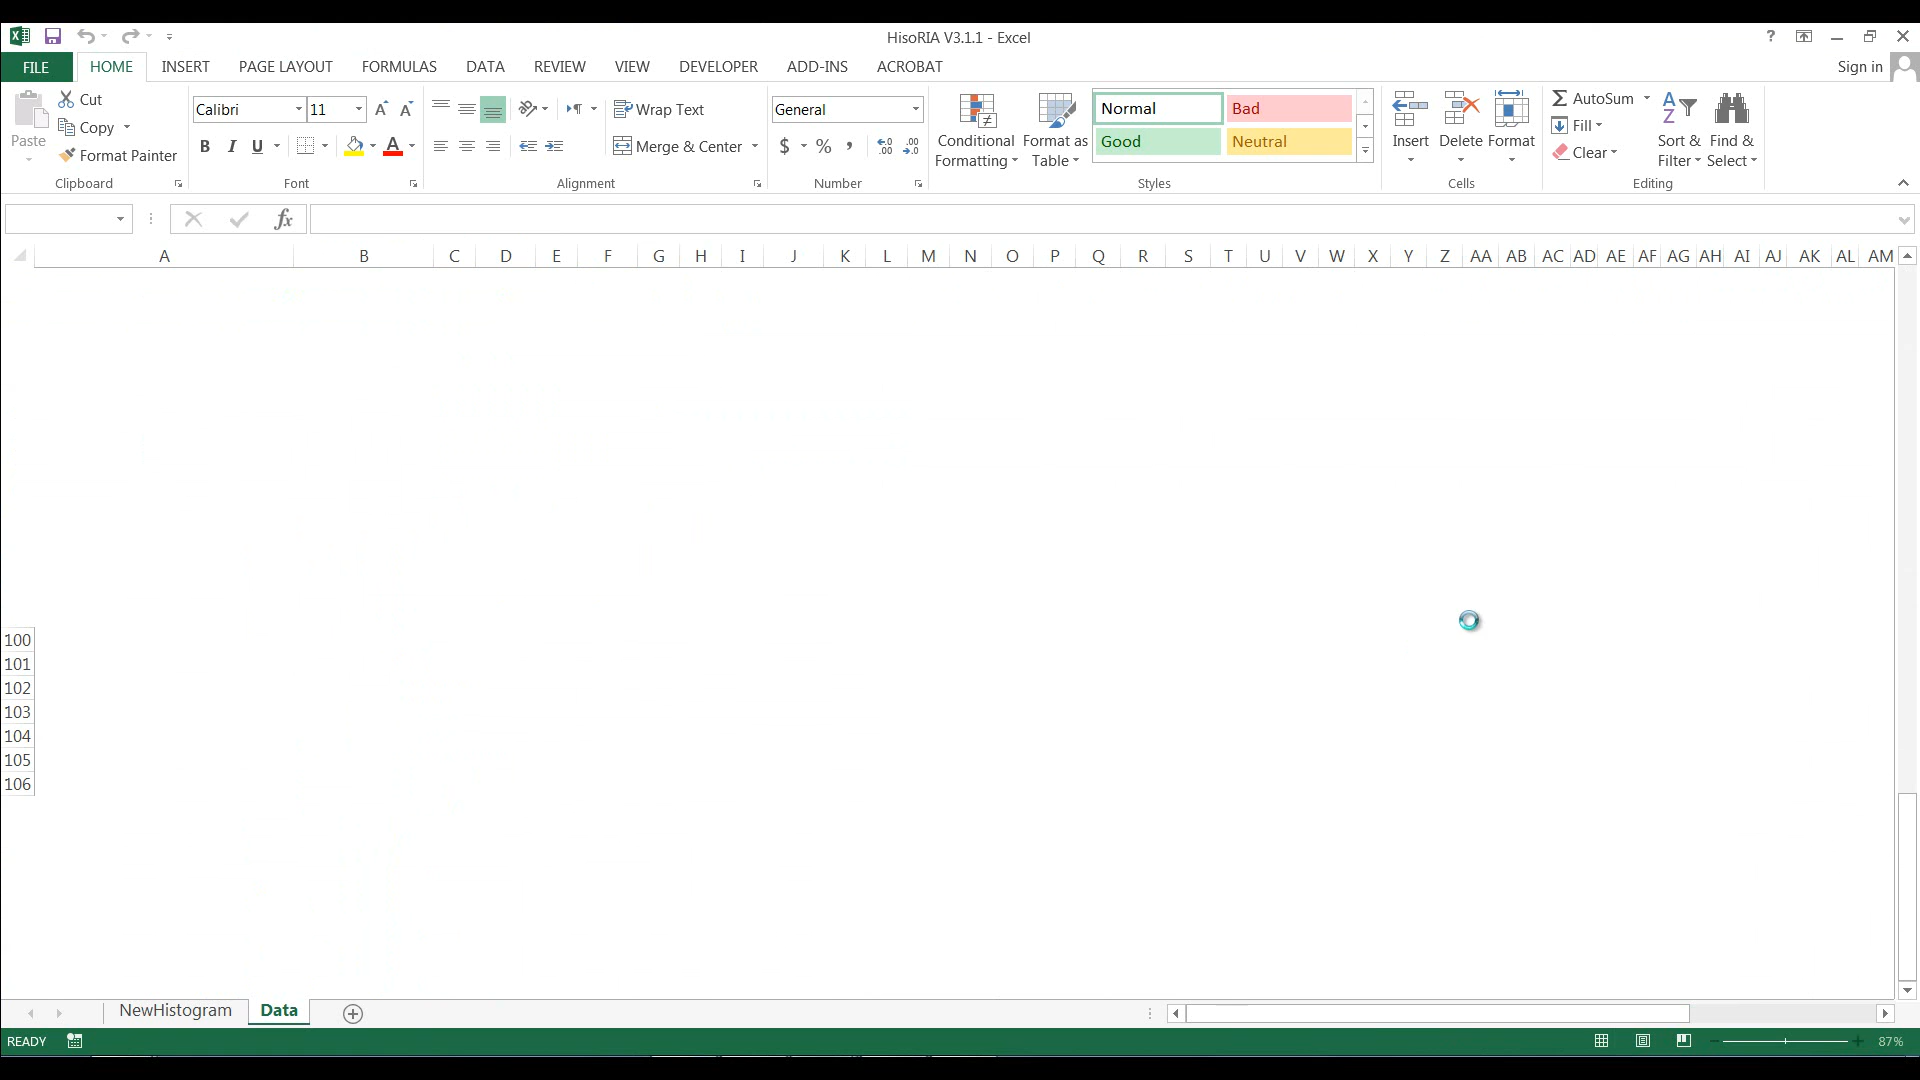 HisoRIA V3.1.1 - Excel
?
FILE HOME INSERT PAGE LAYOUT FORMULAS DATA REVIEW VIEW DEVELOPER ADD-INS ACROBAT Sign in
Paste
Cut
Copy
Format Painter
Clipboard
Calibri 11 A A
B I U A
Font
Wrap Text
Merge & Center
Alignment
General
$ % , .0 .00 .00 .0
Number
Conditional Formatting
Format as Table
Normal Bad
Good Neutral
Styles
Insert Delete Format
Cells
AutoSum
Fill
Clear
Sort & Filter
Find & Select
Editing
fx
A B C D E F G H I J K L M N O P Q R S T U V W X Y Z AA AB AC AD AE AF AG AH AI AJ AK AL AM
100
101
102
103
104
105
106
NewHistogram Data
READY 87%